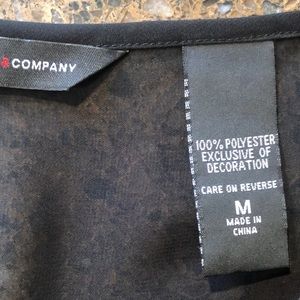 & COMPANY
100% POLYESTER
EXCLUSIVE OF
DECORATION
CARE ON REVERSE
M
MADE IN
CHINA